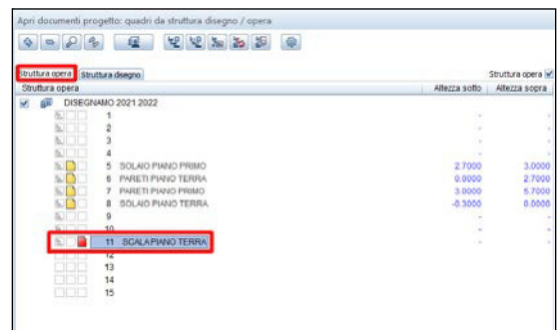 Apri documenti progetto: quadri da struttura disegno / opera
Struttura opera Struttura disegno Struttura opera
Struttura opera Altezza sotto Altezza sopra
DISEGNAMO 2021 2022
1 - -
2 - -
3 - -
4 - -
5 SOLAIO PIANO PRIMO 2.7000 3.0000
6 PARETI PIANO TERRA 0.0000 2.7000
7 PARETI PIANO PRIMO 3.0000 5.7000
8 SOLAIO PIANO TERRA -0.3000 0.0000
9 - -
10 - -
11 SCALA PIANO TERRA - -
12
13
14
15